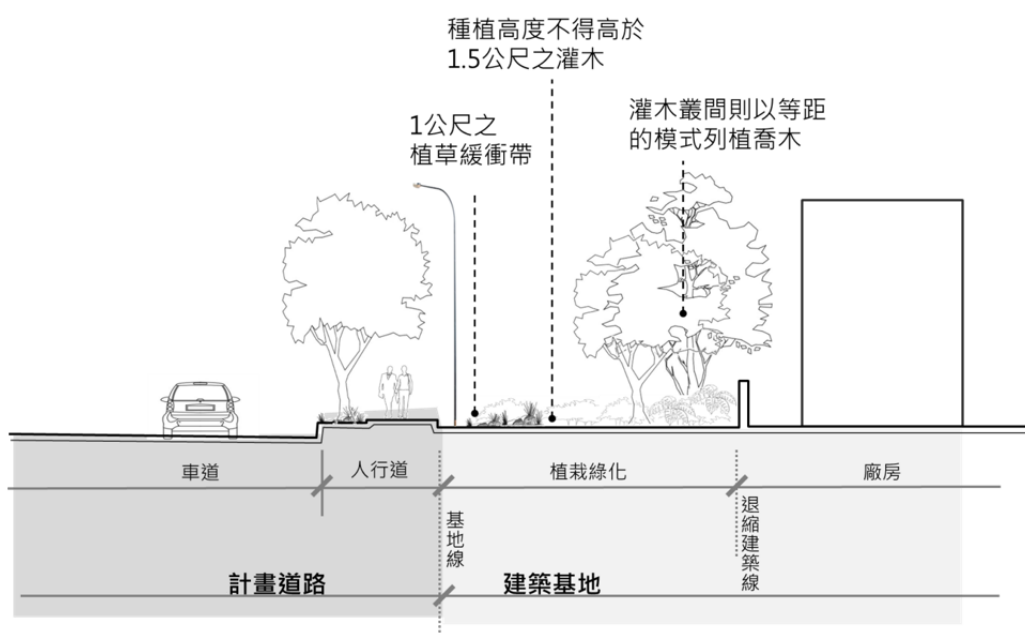 種植高度不得高於
1.5公尺之灌木
灌木叢間則以等距
的模式列植喬木
1公尺之
植草緩衝帶
車道
人行道
植栽綠化
廠房
基地線
退縮建築線
計畫道路
建築基地